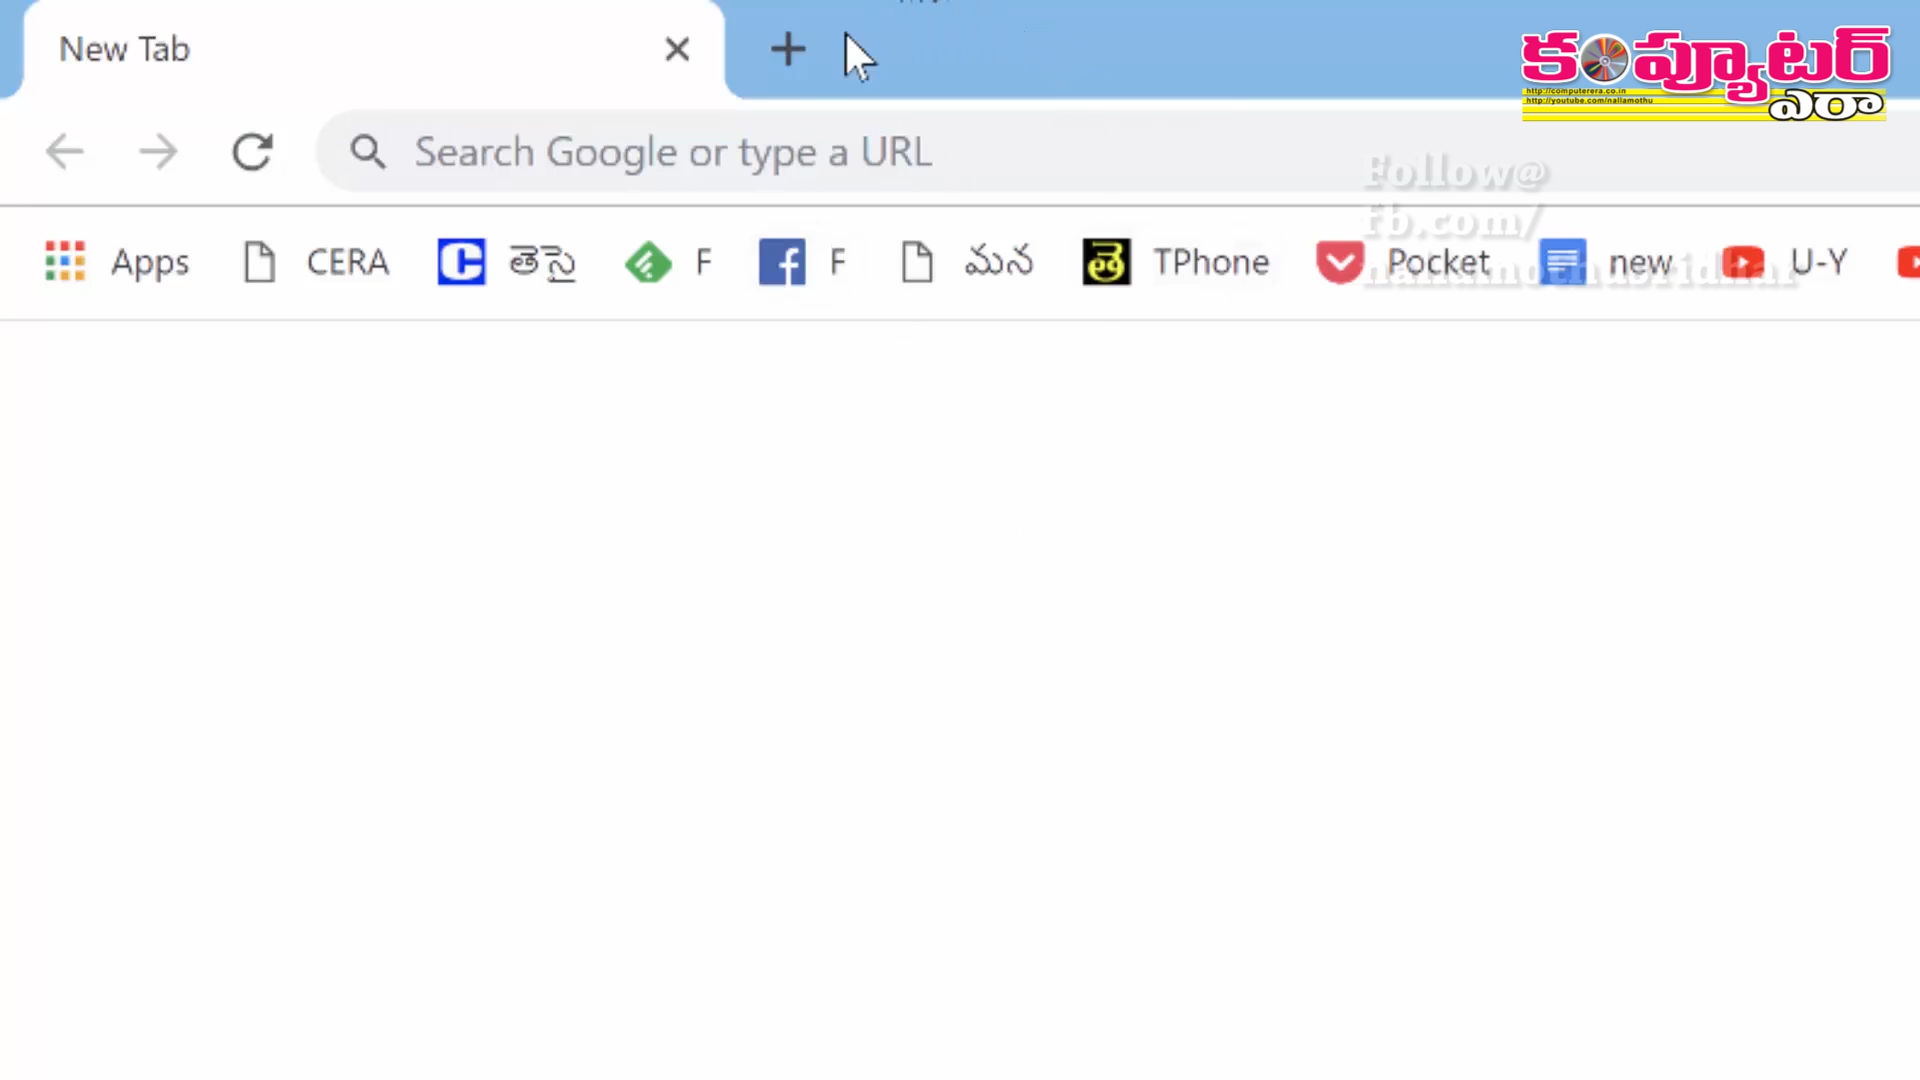 New Tab
కంప్యూటర్
ఎరా
http://computerera.co.in
http://youtube.com/nallamothu
Search Google or type a URL
Follow@
fb.com/
nallamothusridhar
Apps CERA తెసై F F మన తె TPhone Pocket new U-Y